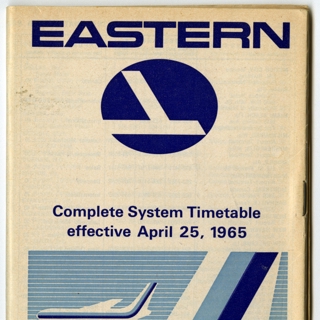 EASTERN
Complete System Timetable
effective April 25, 1965